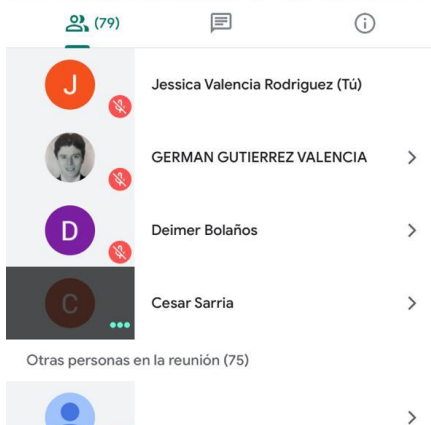 (79)
J
Jessica Valencia Rodriguez (Tú)
GERMAN GUTIERREZ VALENCIA
D
Deimer Bolaños
C
Cesar Sarria
Otras personas en la reunión (75)